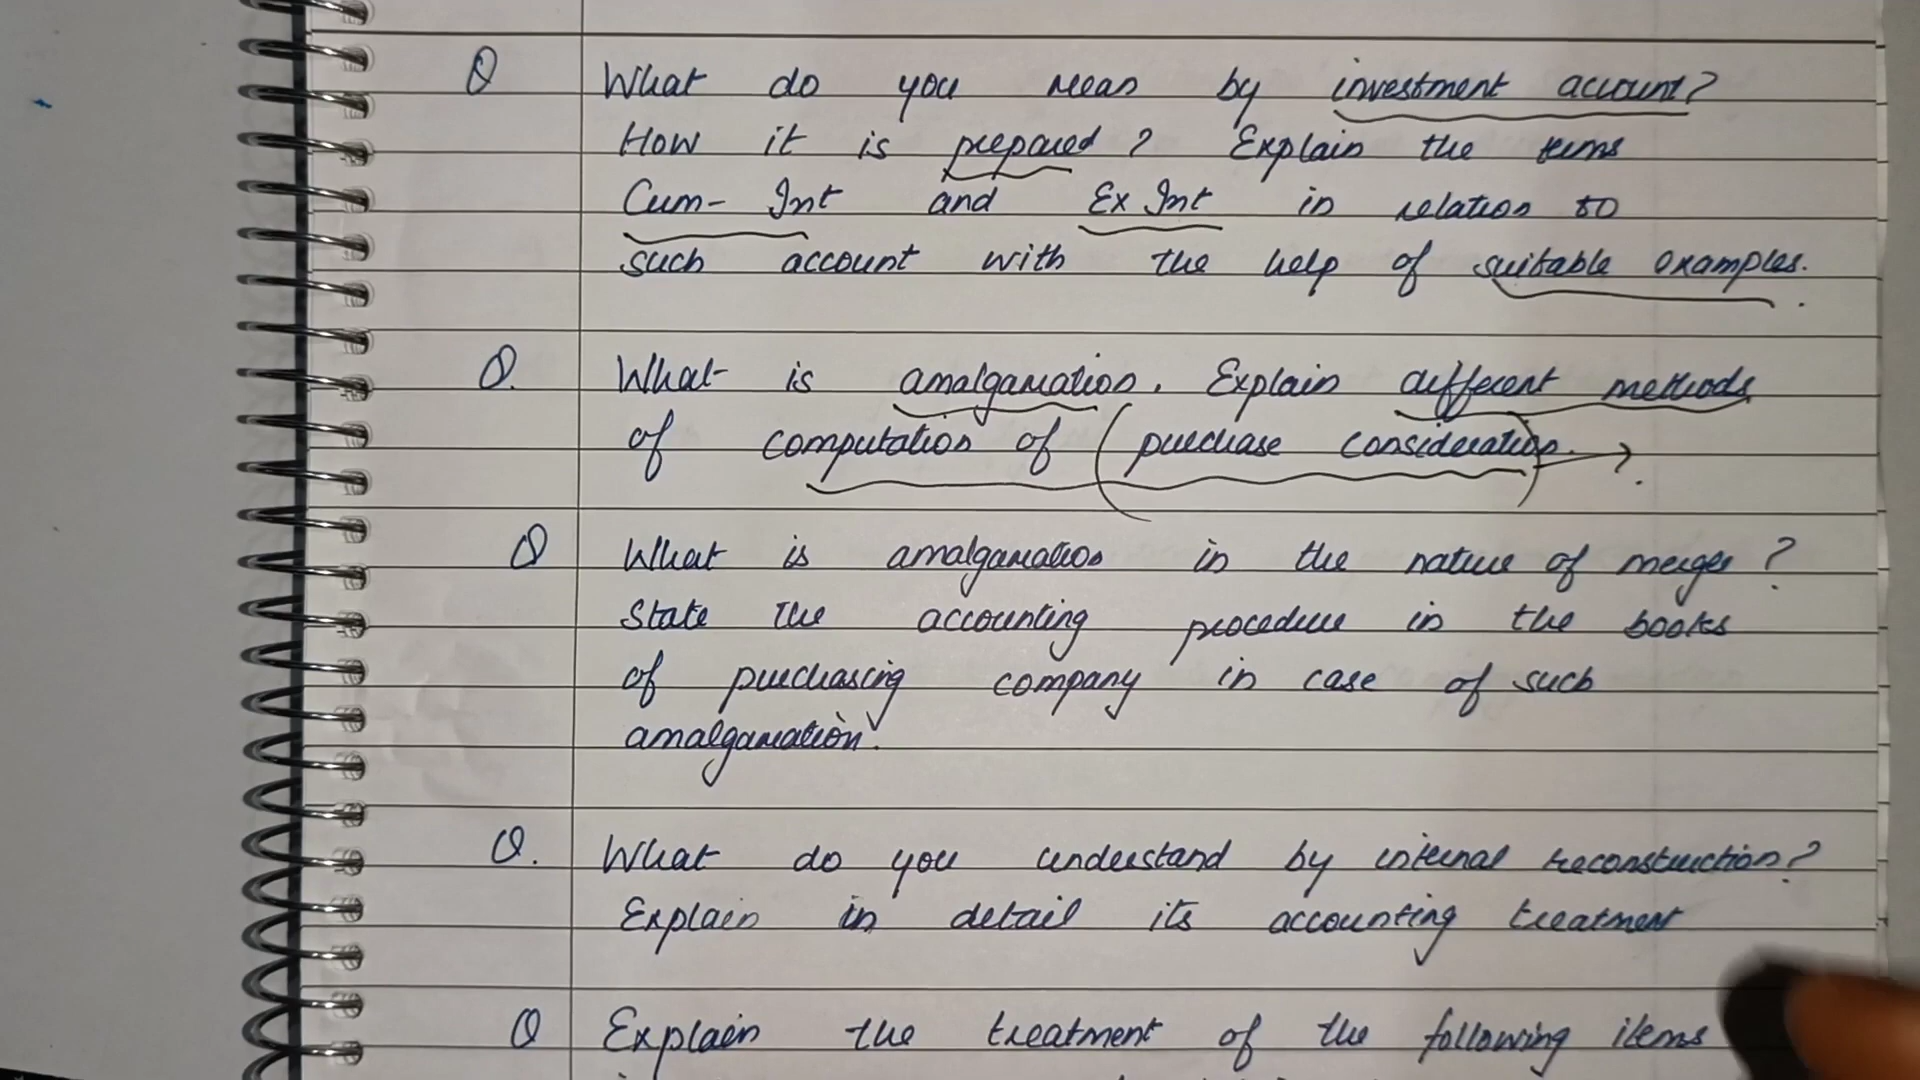 Q What do you mean by investment account?
How it is prepared? Explain the terms
Cum-Int and Ex Int in relation to
such account with the help of suitable examples.
Q. What is amalgamation. Explain different methods
of computation of (purchase consideration.) →
Q What is amalgamation in the nature of merger?
State the accounting procedure in the books
of purchasing company in case of such
amalgamation.
Q. What do you understand by internal reconstruction?
Explain in detail its accounting treatment
Q Explain the treatment of the following items